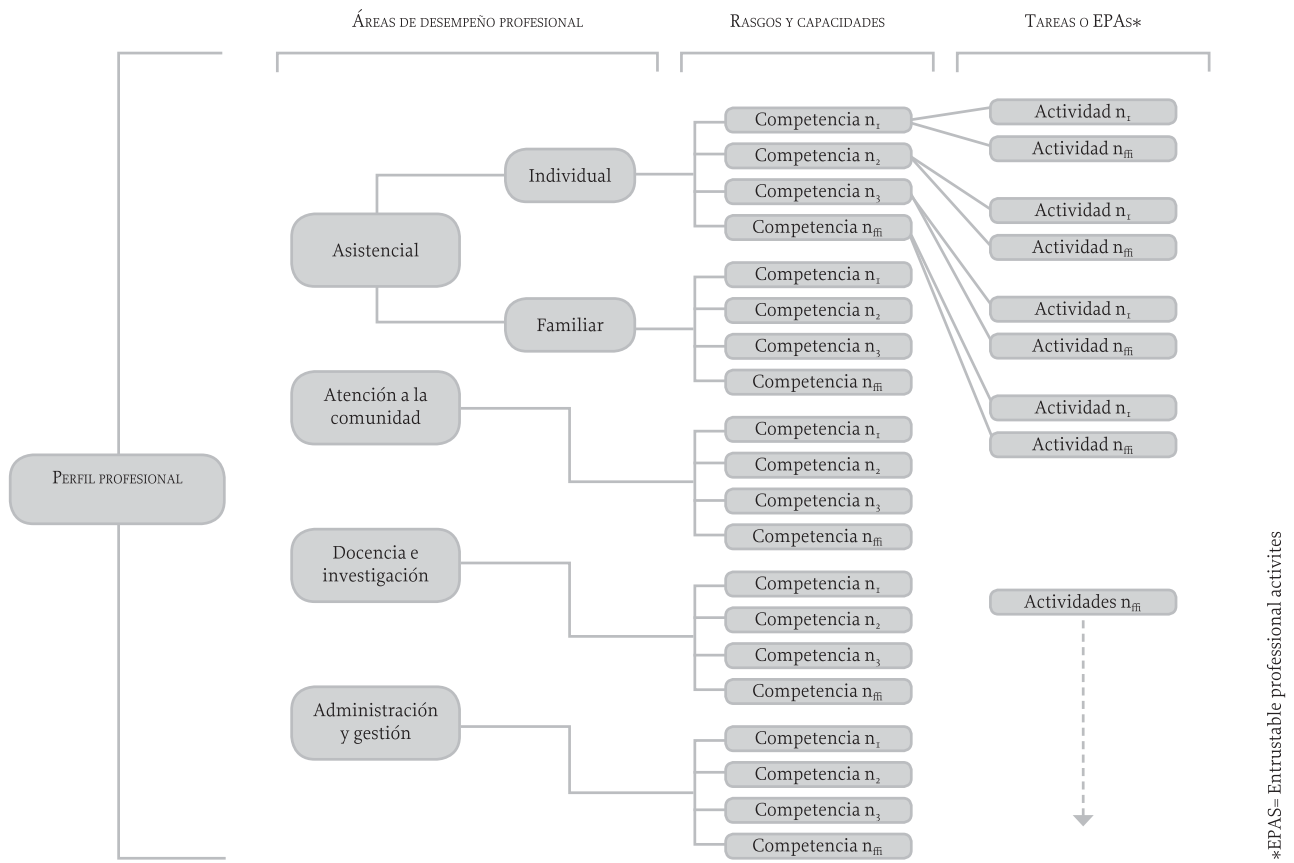 Áreas de desempeño profesional
Rasgos y capacidades
Tareas o EPAs*
Perfil profesional
Asistencial
Individual
Familiar
Atención a la
comunidad
Docencia e
investigación
Administración
y gestión
Competencia n₁
Competencia n₂
Competencia n₃
Competencia nffi
Competencia n₁
Competencia n₂
Competencia n₃
Competencia nffi
Competencia n₁
Competencia n₂
Competencia n₃
Competencia nffi
Competencia n₁
Competencia n₂
Competencia n₃
Competencia nffi
Competencia n₁
Competencia n₂
Competencia n₃
Competencia nffi
Actividad n₁
Actividad nffi
Actividad n₁
Actividad nffi
Actividad n₁
Actividad nffi
Actividad n₁
Actividad nffi
Actividades nffi
*EPAS= Entrustable professional activites